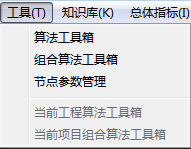 工具(T) 知识库(K) 总体指标(I)
算法工具箱
组合算法工具箱
节点参数管理
当前工程算法工具箱
当前项目组合算法工具箱